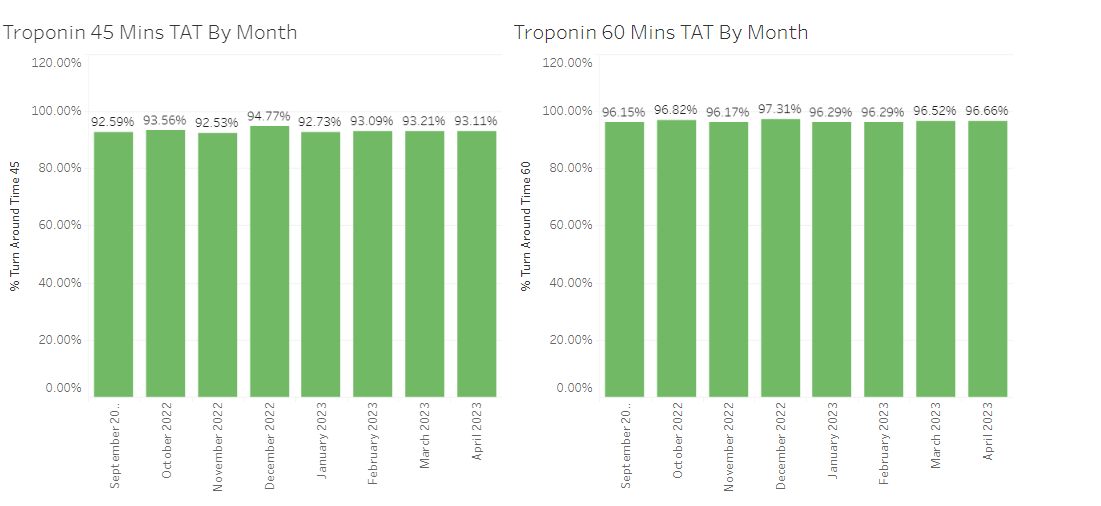 Troponin 45 Mins TAT By Month
% Turn Around Time 45
120.00%
100.00%
80.00%
60.00%
40.00%
20.00%
0.00%
92.59%
93.56%
92.53%
94.77%
92.73%
93.09%
93.21%
93.11%
September 20..
October 2022
November 2022
December 2022
January 2023
February 2023
March 2023
April 2023
Troponin 60 Mins TAT By Month
% Turn Around Time 60
120.00%
100.00%
80.00%
60.00%
40.00%
20.00%
0.00%
96.15%
96.82%
96.17%
97.31%
96.29%
96.29%
96.52%
96.66%
September 20..
October 2022
November 2022
December 2022
January 2023
February 2023
March 2023
April 2023